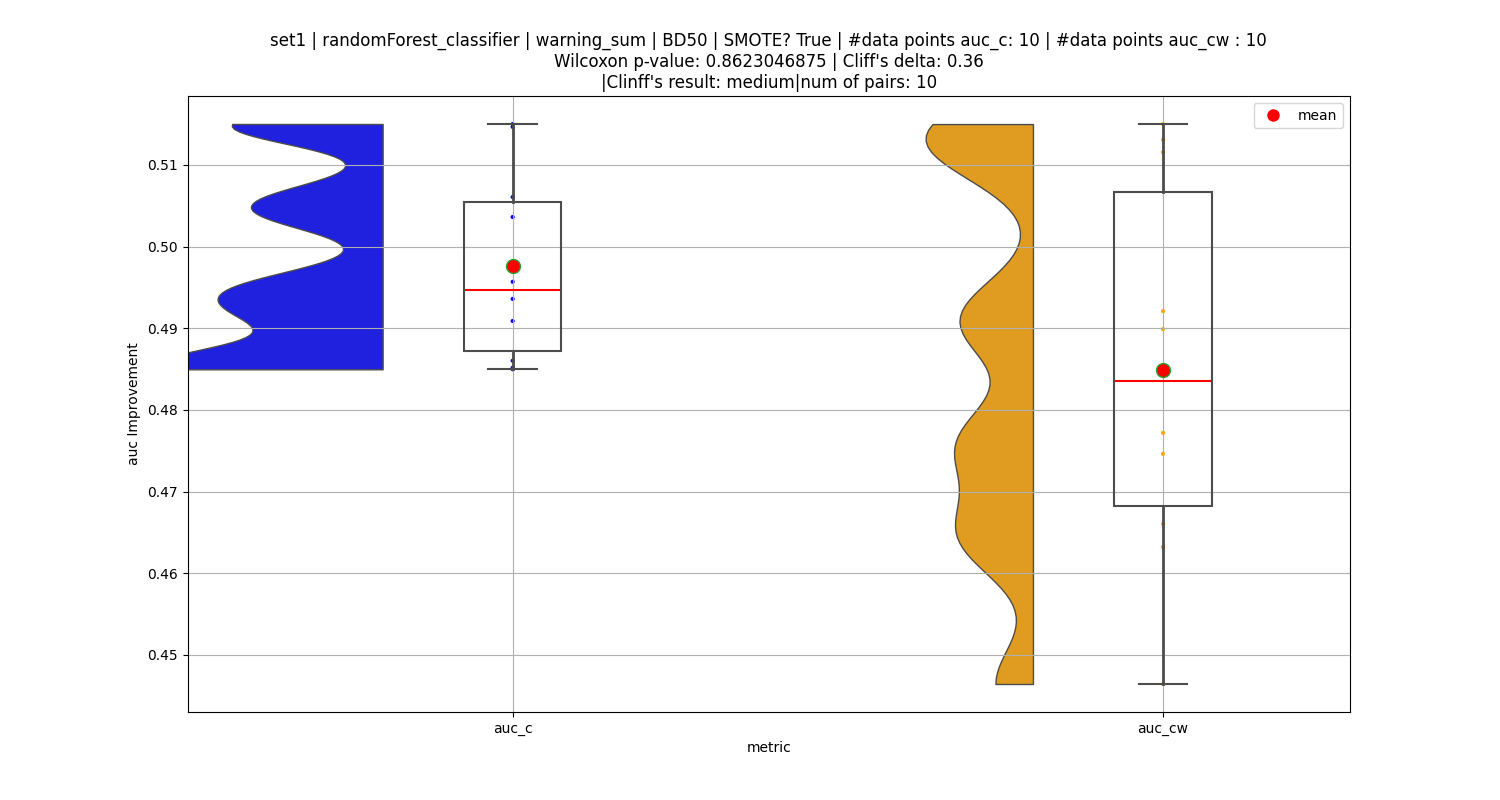 set1 | randomForest_classifier | warning_sum | BD50 | SMOTE? True | #data points auc_c: 10 | #data points auc_cw : 10
Wilcoxon p-value: 0.8623046875 | Cliff's delta: 0.36
|Clinff's result: medium|num of pairs: 10
mean
0.51
0.50
0.49
0.48
0.47
0.46
0.45
auc Improvement
auc_c
auc_cw
metric